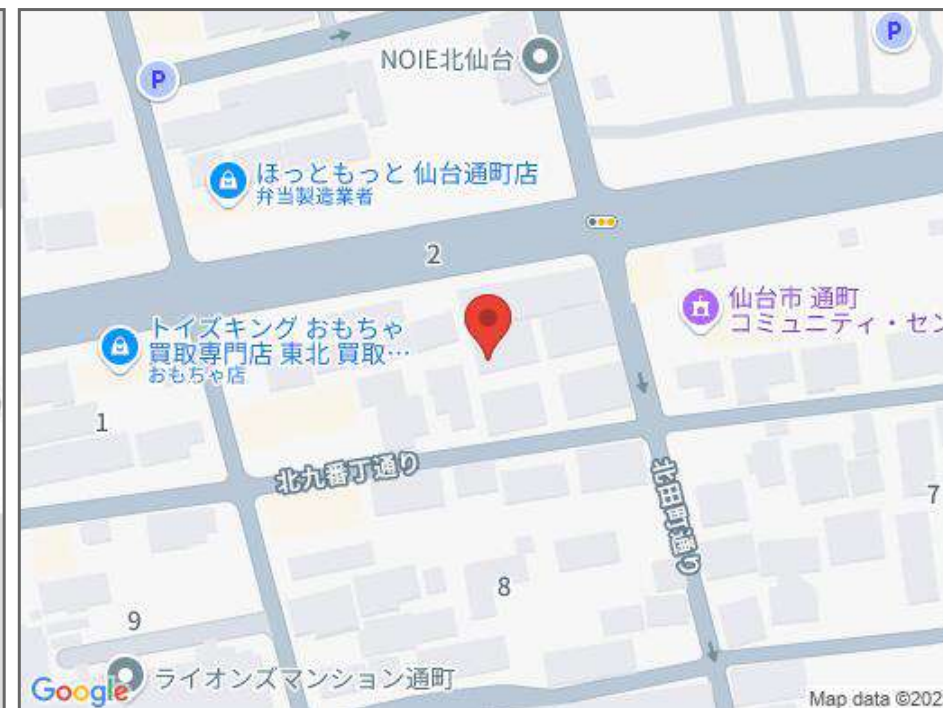 P
NOIE北仙台
P
ほっともっと 仙台通町店
弁当製造業者
2
仙台市 通町
コミュニティ・セン
トイズキング おもちゃ
買取専門店 東北 買取…
おもちゃ店
1
北九番丁通り
北田町通り
7
8
9
ライオンズマンション通町
Google
Map data ©202